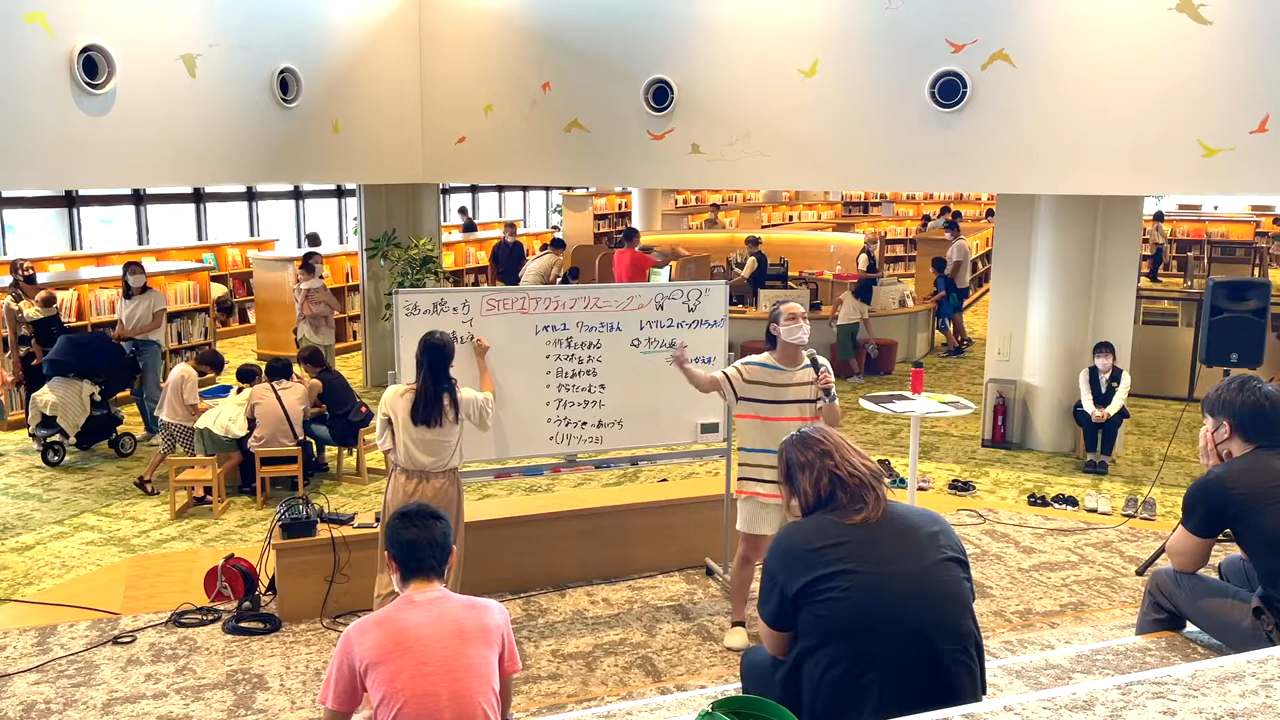 話の聴き方
STEP1 アクティブリスニング
レベル1 7つのきほん
レベル2 バックトラッキング
○作業をとめる
○スマホをおく
○目をあわせる
○からだのむき
○アイコンタクト
○うなづき・あいづち
○(ノリツッコミ)
オウム返し